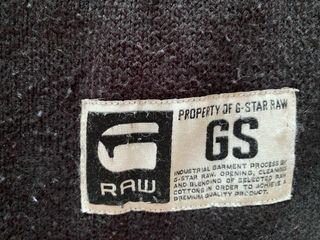 PROPERTY OF G-STAR RAW
GS
RAW
INDUSTRIAL GARMENT PROCESS BY
G-STAR RAW. OPENING, CLEANING
AND BLENDING OF SELECTED RAW
COTTONS IN ORDER TO ACHIEVE A
PREMIUM QUALITY PRODUCT.